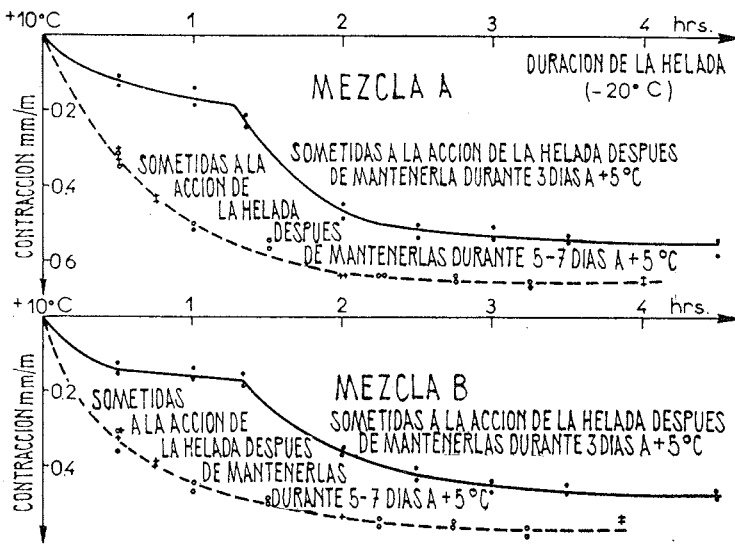 +10°C
1
2
3
4
hrs.
DURACION DE LA HELADA
(-20° C)
MEZCLA A
CONTRACCION mm/m
02
0.4
0.6
SOMETIDAS A LA
ACCION DE
LA HELADA
DESPUES
DE MANTENERLAS DURANTE 5-7 DIAS A +5°C
SOMETIDAS A LA ACCION DE LA HELADA DESPUES
DE MANTENERLA DURANTE 3 DIAS A +5°C
+10°C
1
2
3
4
hrs.
MEZCLA B
CONTRACCION mm/m
0.2
0.4
SOMETIDAS
A LA ACCION DE
LA HELADA DESPUES
DE MANTENERLAS
DURANTE 5-7 DIAS A +5°C
SOMETIDAS A LA ACCION DE LA HELADA DESPUES
DE MANTENERLAS DURANTE 3 DIAS A +5°C